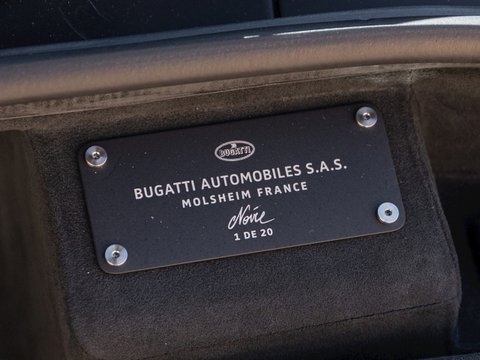 BUGATTI
BUGATTI AUTOMOBILES S.A.S.
MOLSHEIM FRANCE
Noire
1 DE 20